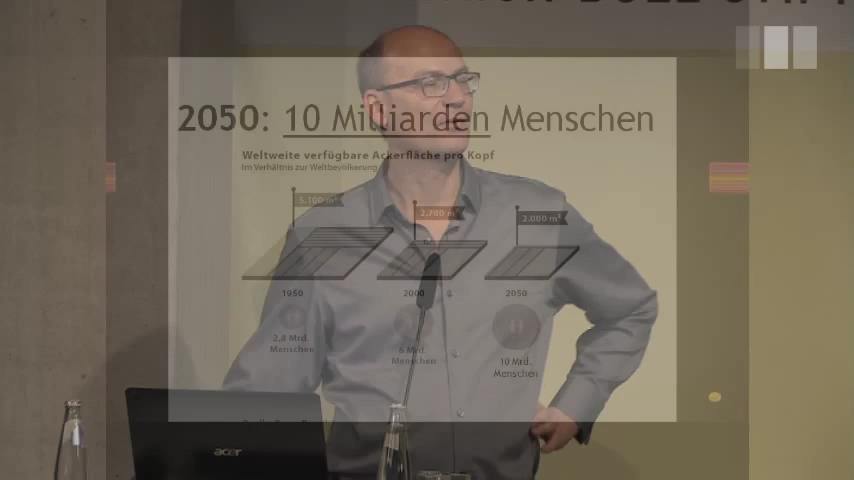 2050: 10 Milliarden Menschen
Weltweite verfügbare Ackerfläche pro Kopf
Im Verhältnis zur Weltbevölkerung
5.100 m²
2.700 m²
2.000 m²
1950
2000
2050
2,8 Mrd.
Menschen
6 Mrd.
Menschen
10 Mrd.
Menschen
acer